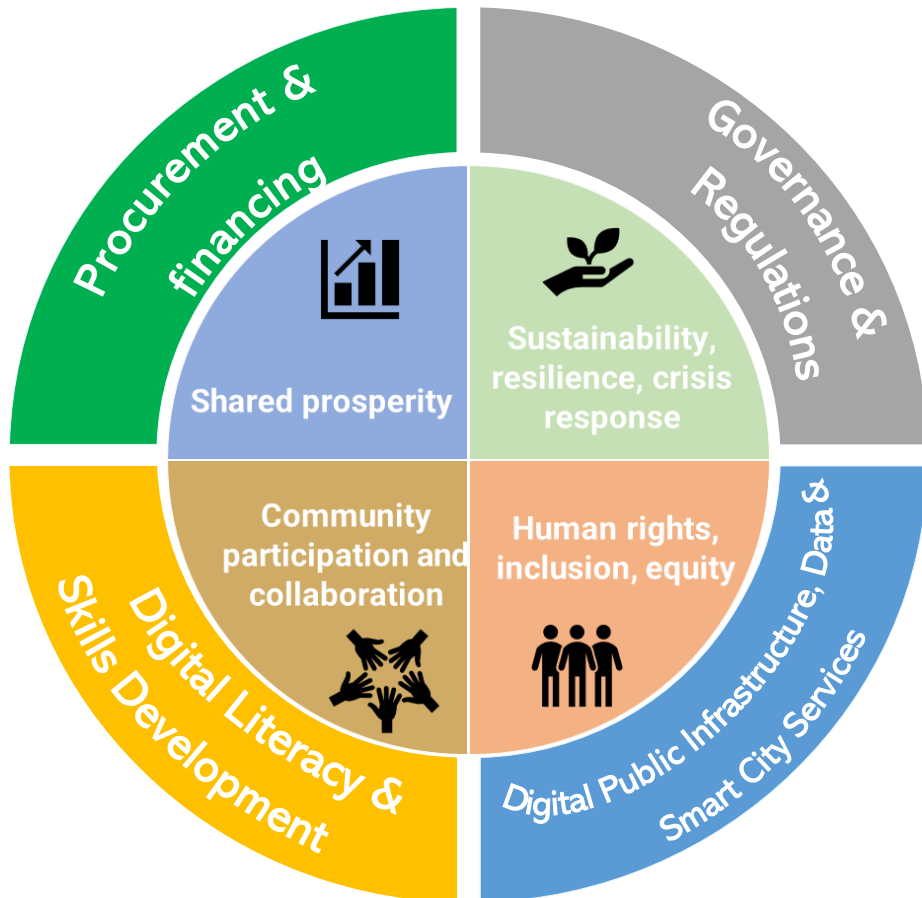 Procurement &
financing
Governance &
Regulations
Shared prosperity
Sustainability,
resilience, crisis
response
Community
participation and
collaboration
Human rights,
inclusion, equity
Digital Literacy &
Skills Development
Digital Public Infrastructure, Data &
Smart City Services